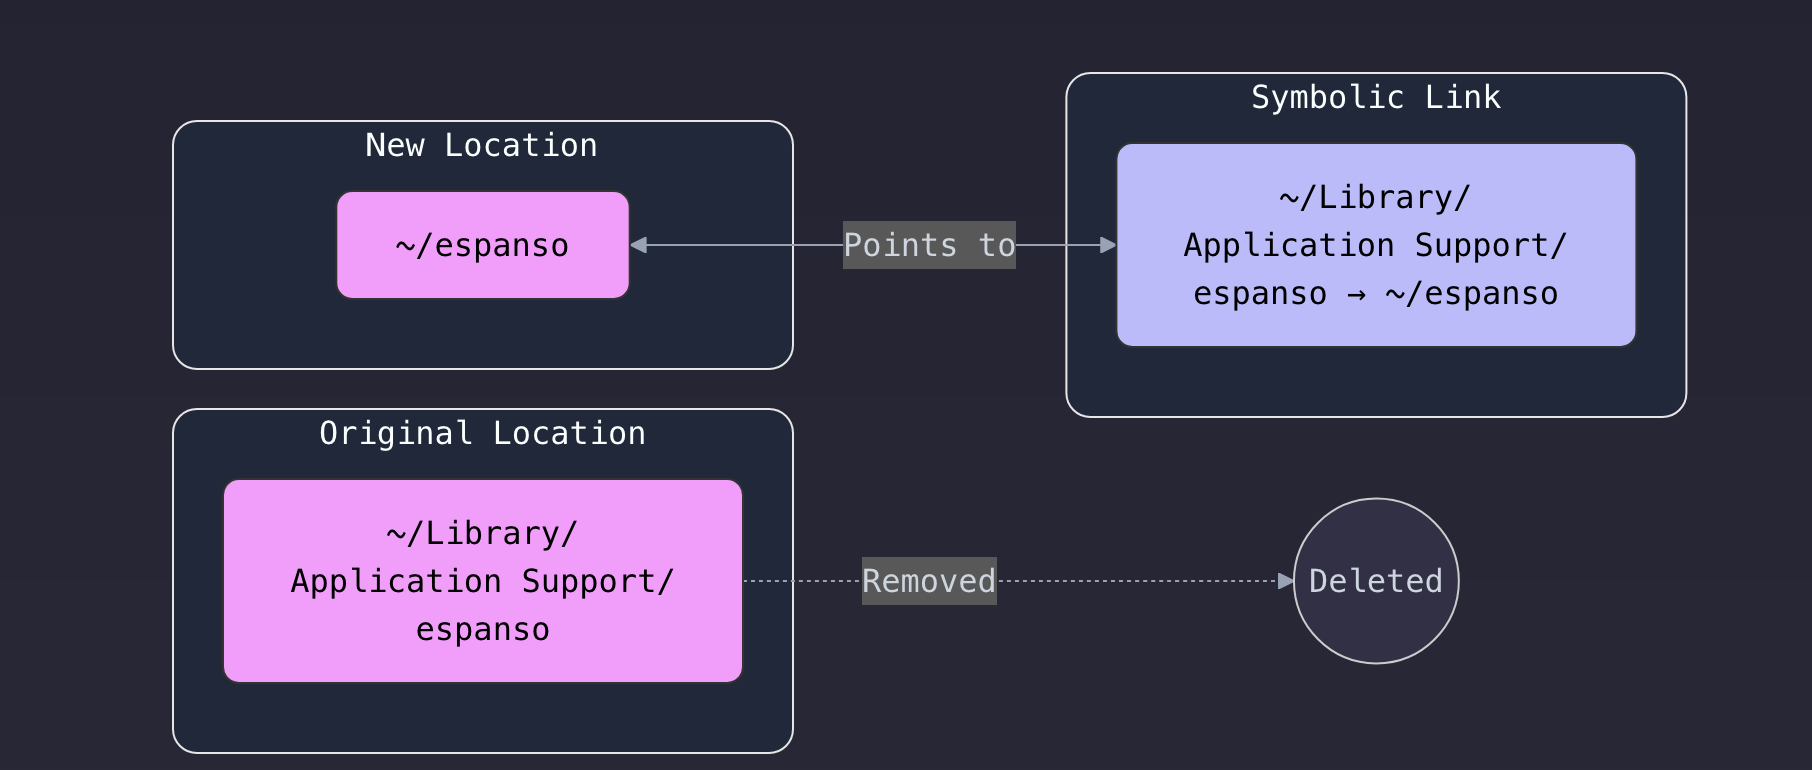 New Location
~/espanso
Points to
Symbolic Link
~/Library/
Application Support/
espanso → ~/espanso
Original Location
~/Library/
Application Support/
espanso
Removed
Deleted